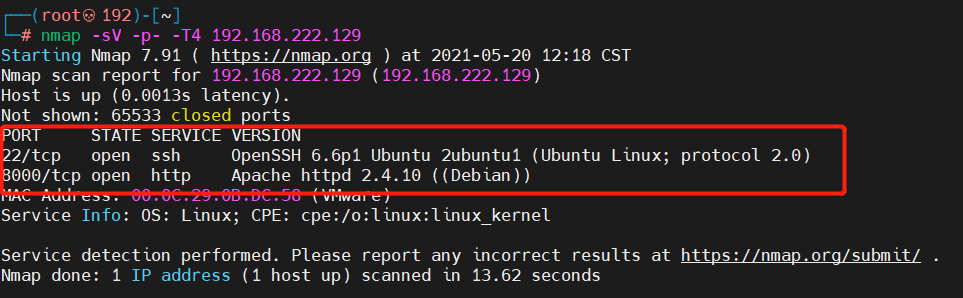 ┌──(root💀192)-[~]
└─# nmap -sV -p- -T4 192.168.222.129
Starting Nmap 7.91 ( https://nmap.org ) at 2021-05-20 12:18 CST
Nmap scan report for 192.168.222.129 (192.168.222.129)
Host is up (0.0013s latency).
Not shown: 65533 closed ports
PORT     STATE SERVICE VERSION
22/tcp   open  ssh     OpenSSH 6.6p1 Ubuntu 2ubuntu1 (Ubuntu Linux; protocol 2.0)
8000/tcp open  http    Apache httpd 2.4.10 ((Debian))
MAC Address: 00:0C:29:0B:DC:58 (VMware)
Service Info: OS: Linux; CPE: cpe:/o:linux:linux_kernel
Service detection performed. Please report any incorrect results at https://nmap.org/submit/ .
Nmap done: 1 IP address (1 host up) scanned in 13.62 seconds